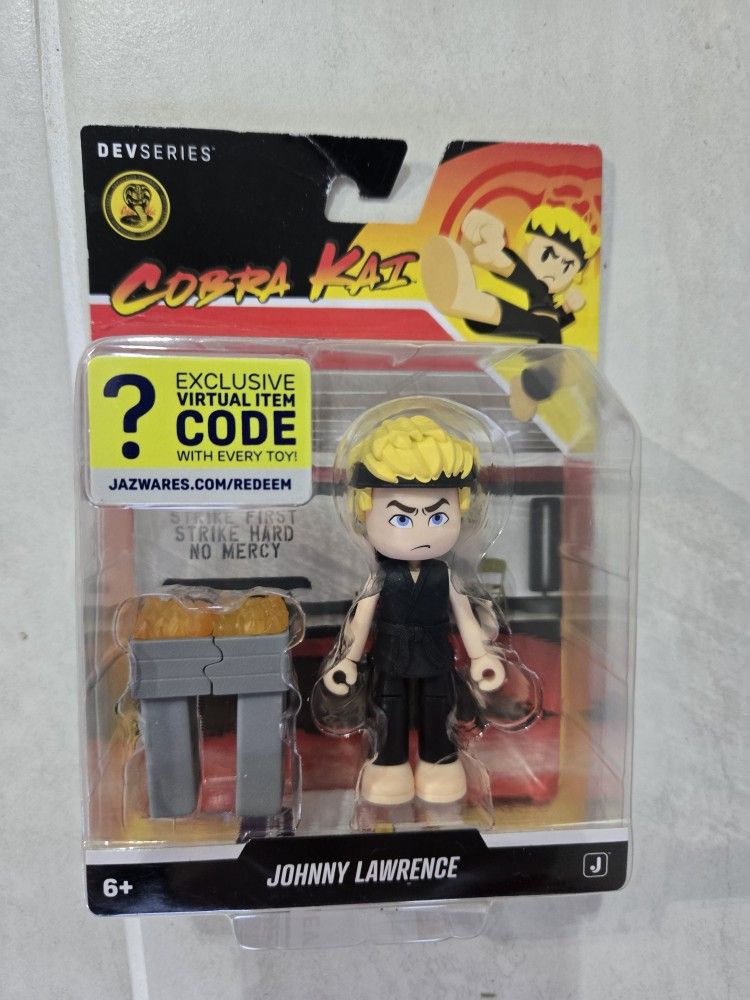 DEVSERIES™
COBRA KAI
?
EXCLUSIVE
VIRTUAL ITEM
CODE
WITH EVERY TOY!
JAZWARES.COM/REDEEM
STRIKE FIRST
STRIKE HARD
NO MERCY
6+
JOHNNY LAWRENCE
J